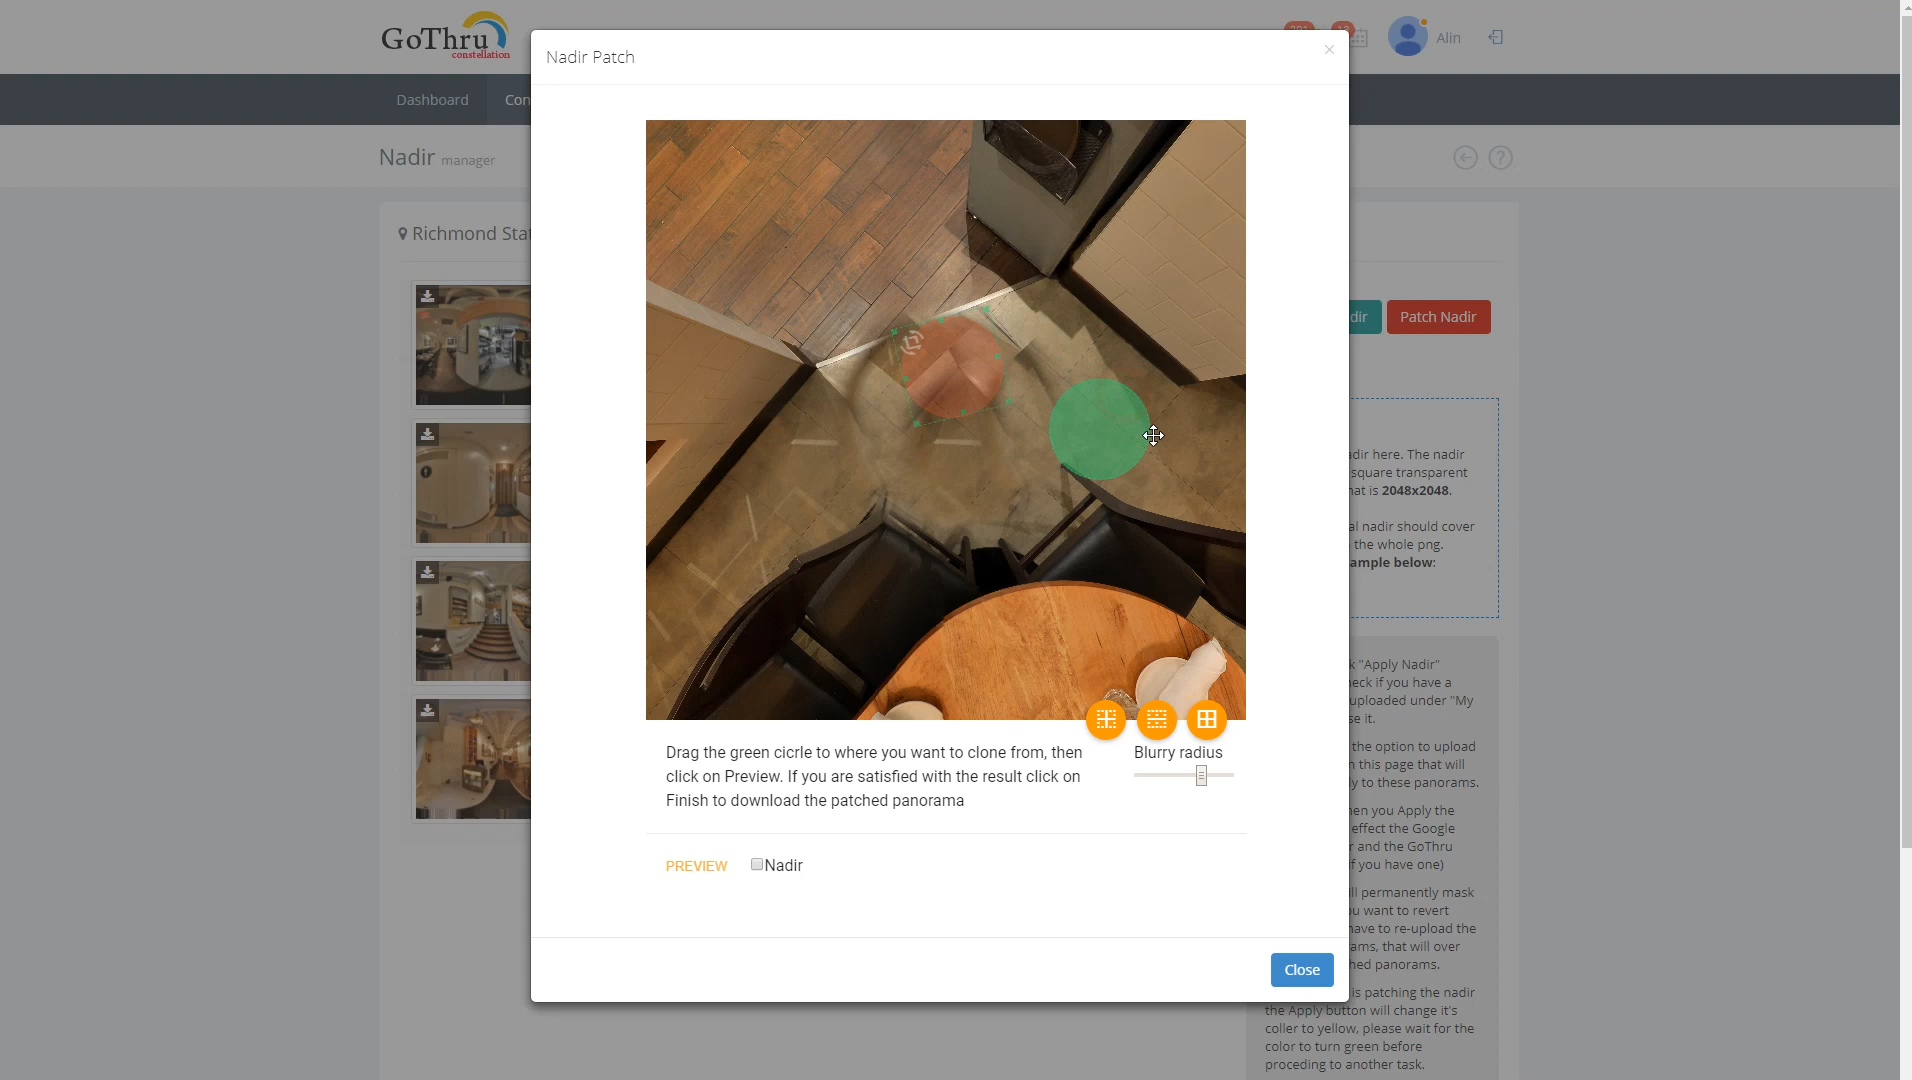 GoThru
constellation
Alin
Dashboard
Con
Nadir manager
Nadir Patch
×
Richmond Sta
dir
Patch Nadir
adir here. The nadir
square transparent
at is 2048x2048.
al nadir should cover
the whole png.
ample below:
k "Apply Nadir"
eck if you have a
uploaded under "My
se it.
the option to upload
n this page that will
ly to these panorams.
en you Apply the
effect the Google
r and the GoThru
if you have one)
ill permanently mask
ou want to revert
have to re-upload the
ams, that will over
hed panorams.
is patching the nadir
the Apply button will change it's
coller to yellow, please wait for the
color to turn green before
proceding to another task.
Drag the green cicrle to where you want to clone from, then
click on Preview. If you are satisfied with the result click on
Finish to download the patched panorama
Blurry radius
PREVIEW
Nadir
Close